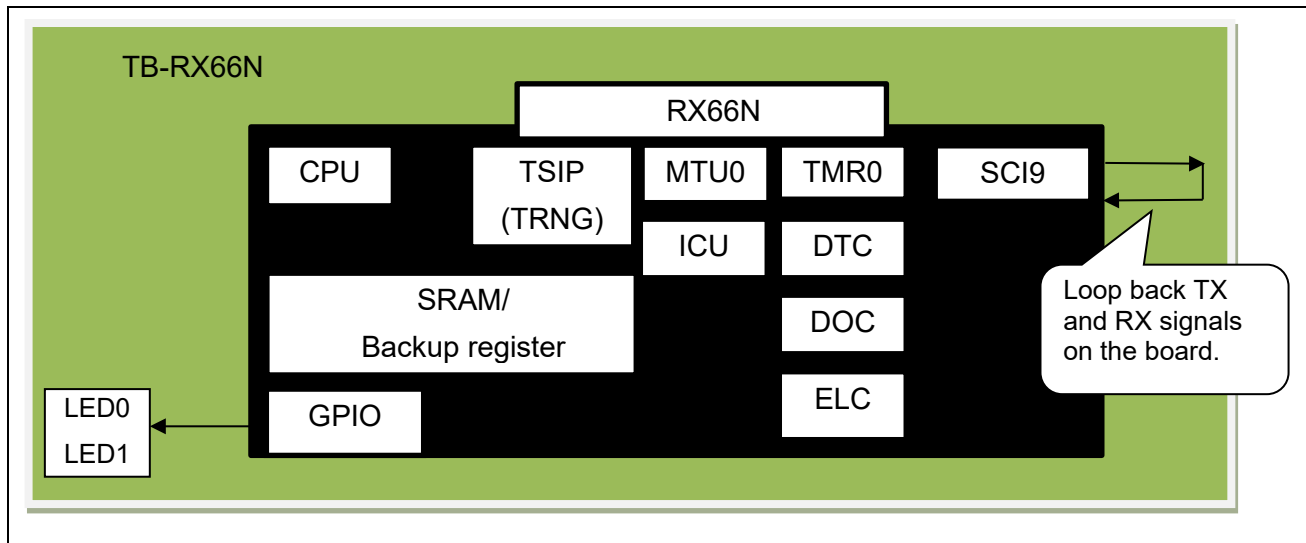 TB-RX66N
RX66N
CPU
TSIP
(TRNG)
MTU0
TMR0
SCI9
ICU
DTC
SRAM/
Backup register
DOC
Loop back TX
and RX signals
on the board.
GPIO
ELC
LED0
LED1